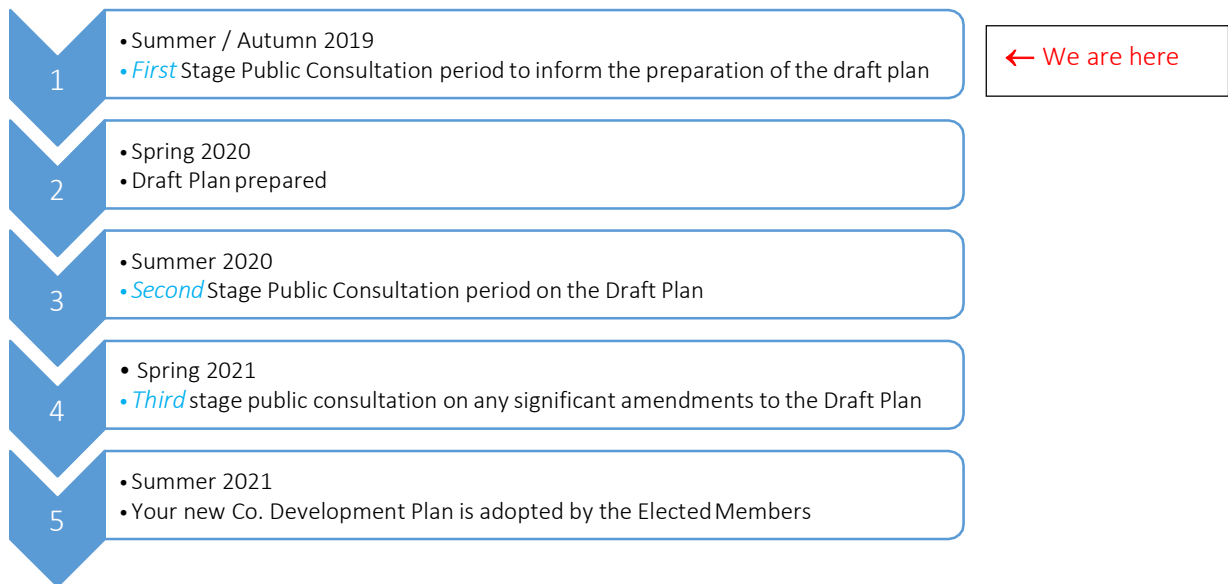 1
• Summer / Autumn 2019
• First Stage Public Consultation period to inform the preparation of the draft plan
← We are here
2
• Spring 2020
• Draft Plan prepared
3
• Summer 2020
• Second Stage Public Consultation period on the Draft Plan
4
• Spring 2021
• Third stage public consultation on any significant amendments to the Draft Plan
5
• Summer 2021
• Your new Co. Development Plan is adopted by the Elected Members